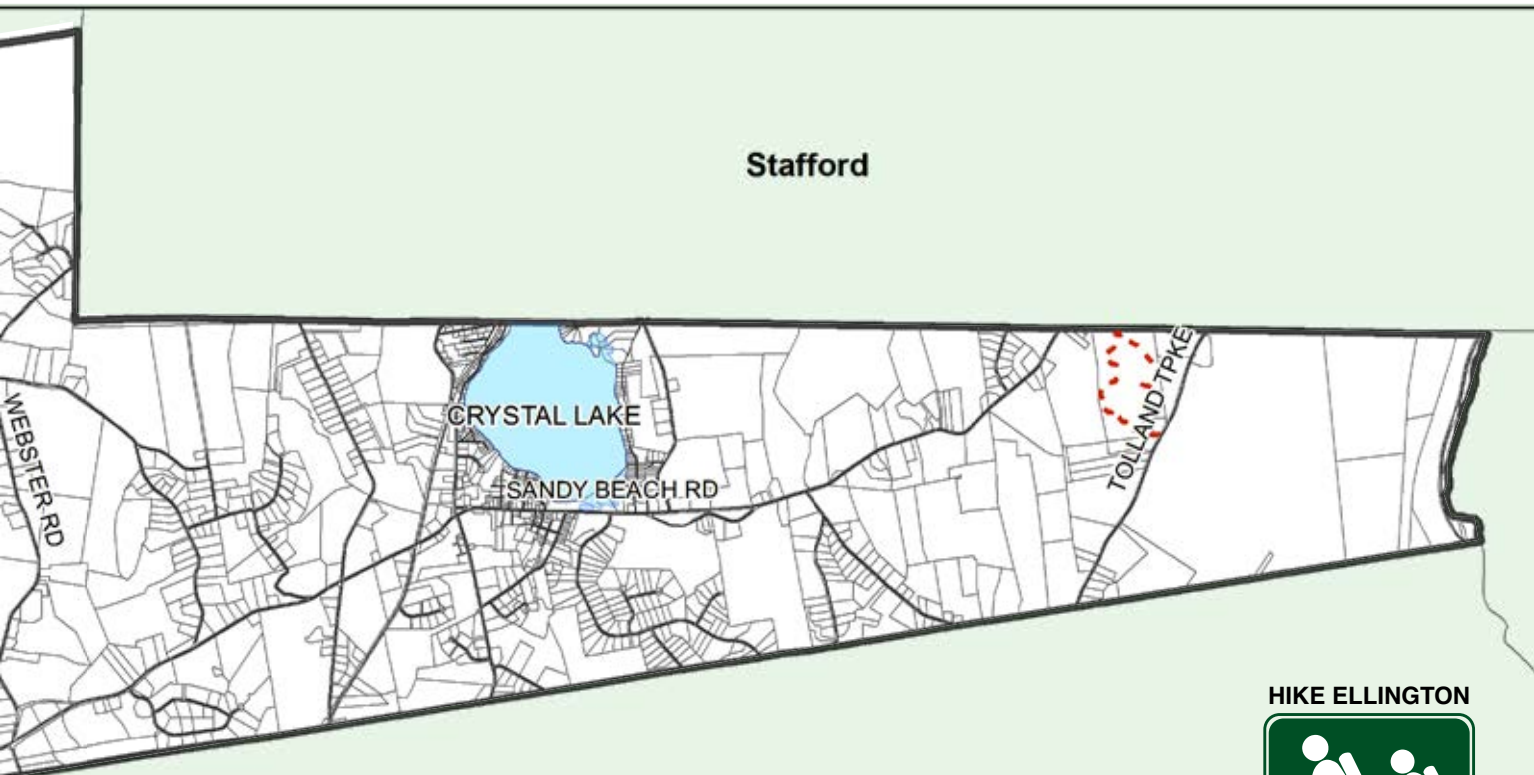 Stafford
TOLLAND TPKE
CRYSTAL LAKE
WEBSTER RD
SANDY BEACH RD
HIKE ELLINGTON